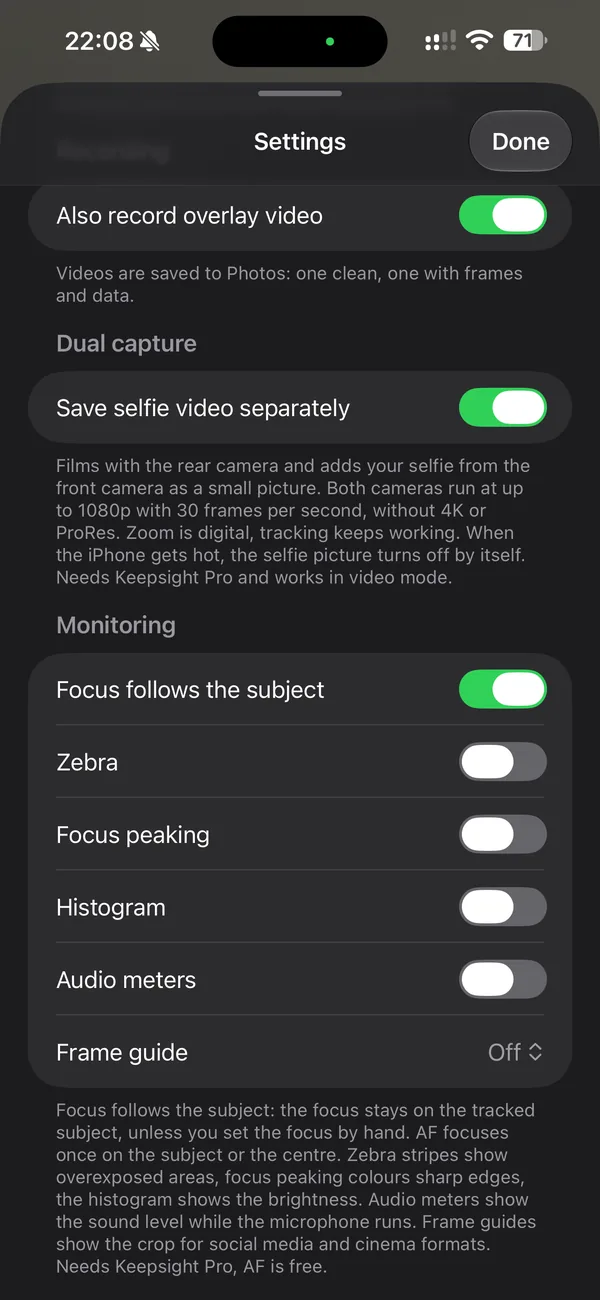 22:08
71
Settings
Done
Recording
Also record overlay video
Videos are saved to Photos: one clean, one with frames
and data.
Dual capture
Save selfie video separately
Films with the rear camera and adds your selfie from the
front camera as a small picture. Both cameras run at up
to 1080p with 30 frames per second, without 4K or
ProRes. Zoom is digital, tracking keeps working. When
the iPhone gets hot, the selfie picture turns off by itself.
Needs Keepsight Pro and works in video mode.
Monitoring
Focus follows the subject
Zebra
Focus peaking
Histogram
Audio meters
Frame guide
Off
Focus follows the subject: the focus stays on the tracked
subject, unless you set the focus by hand. AF focuses
once on the subject or the centre. Zebra stripes show
overexposed areas, focus peaking colours sharp edges,
the histogram shows the brightness. Audio meters show
the sound level while the microphone runs. Frame guides
show the crop for social media and cinema formats.
Needs Keepsight Pro, AF is free.